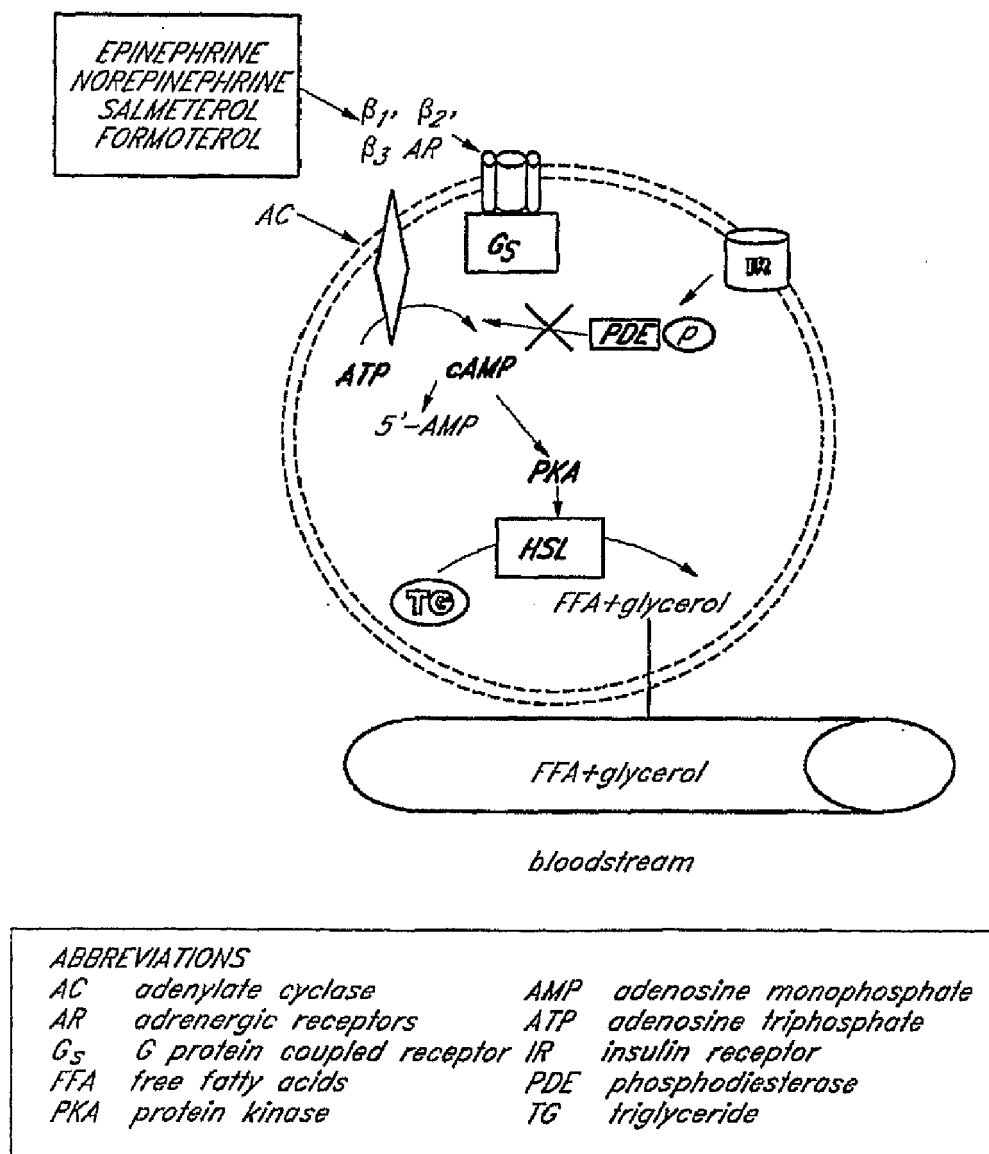 EPINEPHRINE
NOREPINEPHRINE
SALMETEROL
FORMOTEROL
β1, β2,
β3 AR
AC
GS
IR
PDE P
ATP cAMP
5'-AMP
PKA
HSL
TG
FFA+glycerol
FFA+glycerol
bloodstream
ABBREVIATIONS
AC adenylate cyclase
AR adrenergic receptors
GS G protein coupled receptor
FFA free fatty acids
PKA protein kinase
AMP adenosine monophosphate
ATP adenosine triphosphate
IR insulin receptor
PDE phosphodiesterase
TG triglyceride